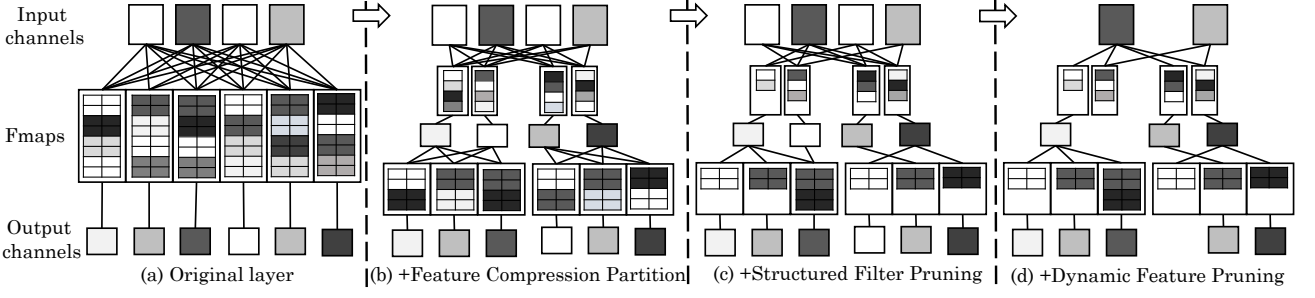 Input
channels
Fmaps
Output
channels
(a) Original layer
(b) +Feature Compression Partition
(c) +Structured Filter Pruning
(d) +Dynamic Feature Pruning